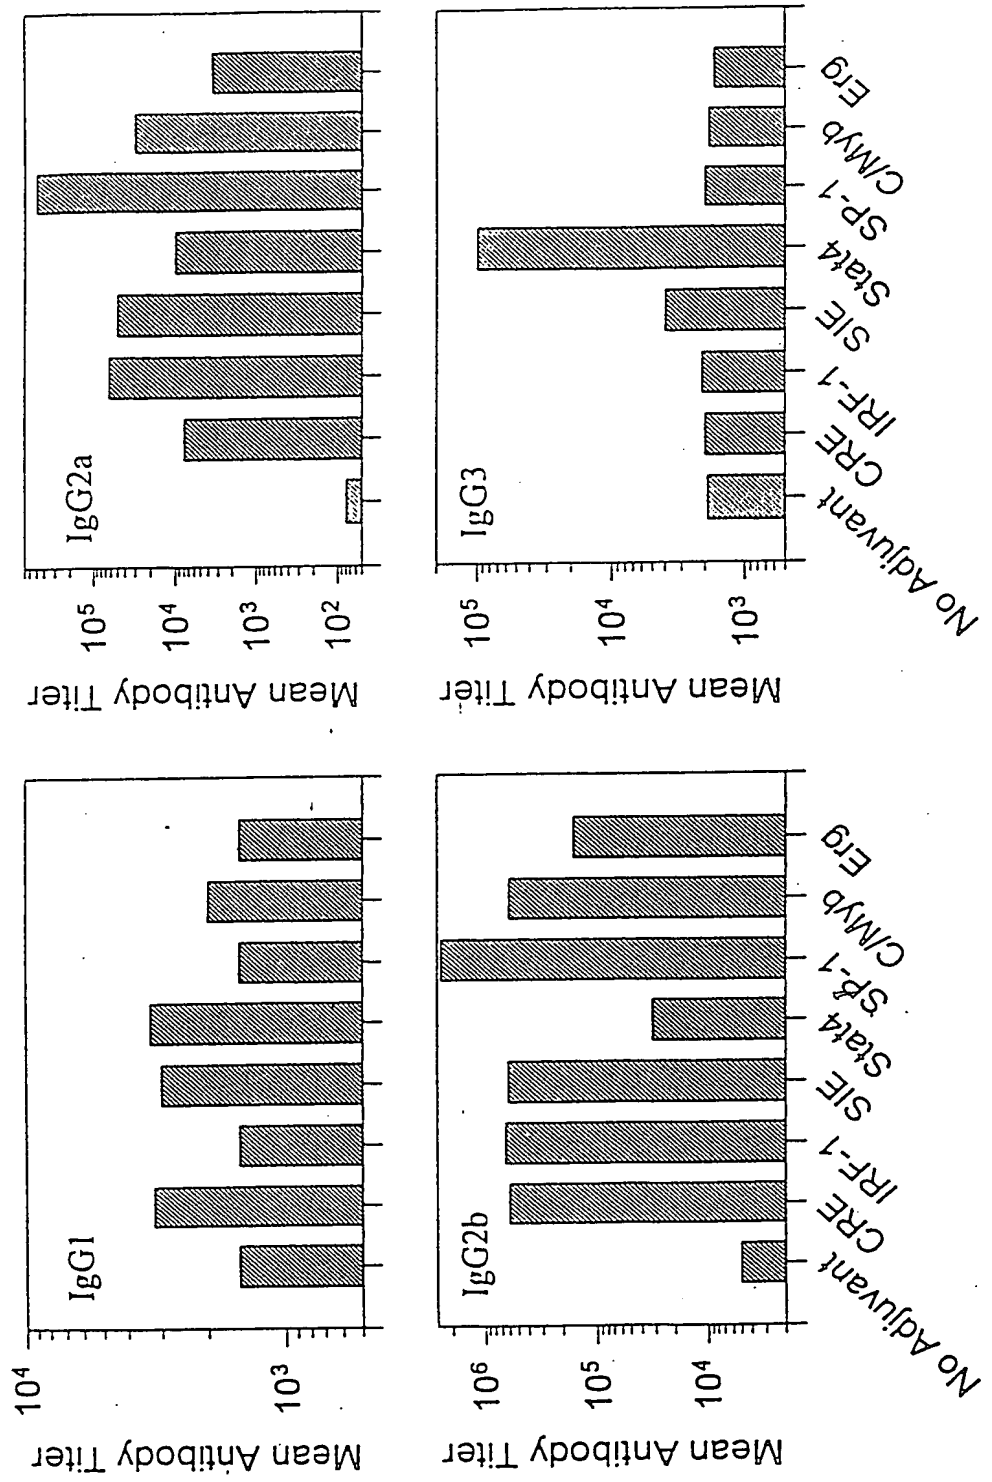 Mean Antibody Titer
10⁴
10³
IgG1
Mean Antibody Titer
10⁵
10⁴
10³
10²
IgG2a
Mean Antibody Titer
10⁶
10⁵
10⁴
IgG2b
No Adjuvant
CRE
IRF-1
SIE
Stat4
SP-1
C/Myb
Erg
Mean Antibody Titer
10⁵
10⁴
10³
IgG3
No Adjuvant
CRE
IRF-1
SIE
Stat4
SP-1
C/Myb
Erg